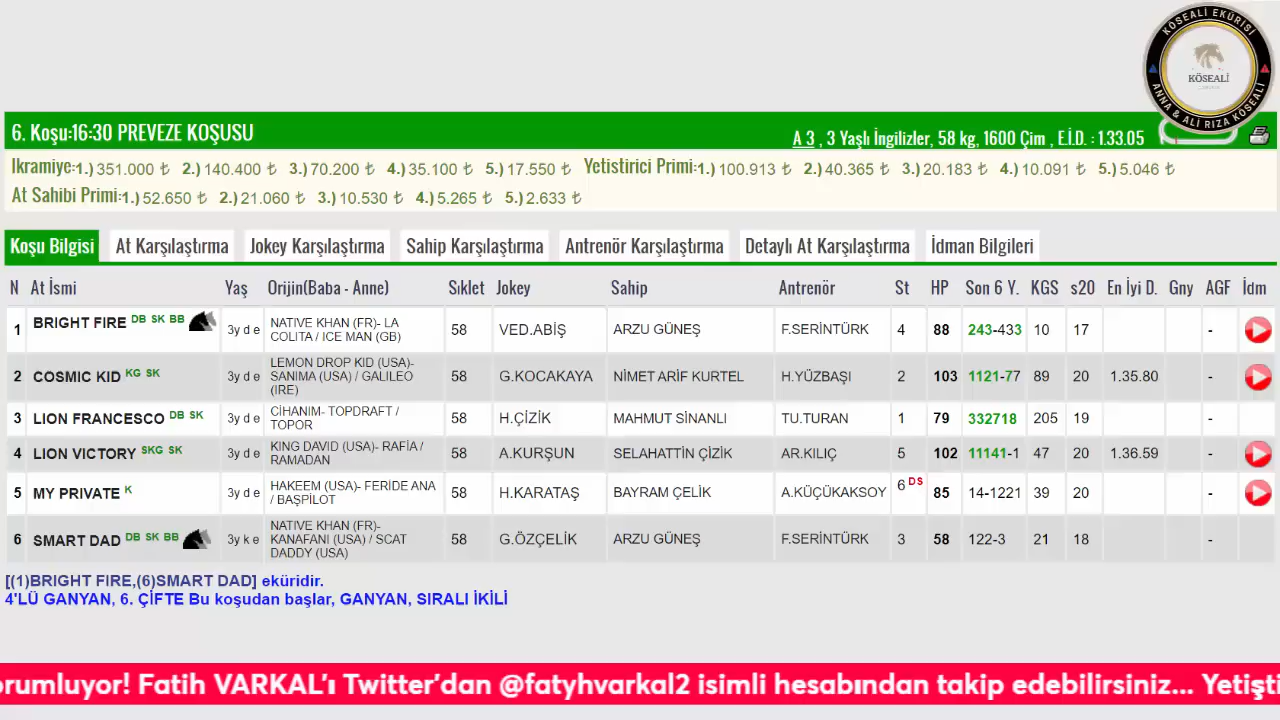 KÖSEALİ EKÜRİSİ
KÖSEALİ
ANNA & ALİ RIZA KÖSEALİ
6. Koşu:16:30 PREVEZE KOŞUSU
A 3 , 3 Yaşlı İngilizler, 58 kg, 1600 Çim , E.İ.D. : 1.33.05
İkramiye:1.) 351.000 ₺ 2.) 140.400 ₺ 3.) 70.200 ₺ 4.) 35.100 ₺ 5.) 17.550 ₺ Yetistirici Primi:1.) 100.913 ₺ 2.) 40.365 ₺ 3.) 20.183 ₺ 4.) 10.091 ₺ 5.) 5.046 ₺
At Sahibi Primi:1.) 52.650 ₺ 2.) 21.060 ₺ 3.) 10.530 ₺ 4.) 5.265 ₺ 5.) 2.633 ₺
Koşu Bilgisi At Karşılaştırma Jokey Karşılaştırma Sahip Karşılaştırma Antrenör Karşılaştırma Detaylı At Karşılaştırma İdman Bilgileri
N At İsmi Yaş Orijin(Baba - Anne) Sıklet Jokey Sahip Antrenör St HP Son 6 Y. KGS s20 En İyi D. Gny AGF İdm
1 BRIGHT FIRE DB SK BB 3y d e NATIVE KHAN (FR)- LA COLITA / ICE MAN (GB) 58 VED.ABİŞ ARZU GÜNEŞ F.SERİNTÜRK 4 88 243-433 10 17 -
2 COSMIC KID KG SK 3y d e LEMON DROP KID (USA)- SANIMA (USA) / GALILEO (IRE) 58 G.KOCAKAYA NİMET ARİF KURTEL H.YÜZBAŞI 2 103 1121-77 89 20 1.35.80 -
3 LION FRANCESCO DB SK 3y d e CİHANIM- TOPDRAFT / TOPOR 58 H.ÇİZİK MAHMUT SİNANLI TU.TURAN 1 79 332718 205 19 -
4 LION VICTORY SKG SK 3y d e KING DAVID (USA)- RAFİA / RAMADAN 58 A.KURŞUN SELAHATTİN ÇİZİK AR.KILIÇ 5 102 11141-1 47 20 1.36.59 -
5 MY PRIVATE K 3y d e HAKEEM (USA)- FERIDE ANA / BAŞPİLOT 58 H.KARATAŞ BAYRAM ÇELİK A.KÜÇÜKAKSOY 6 DS 85 14-1221 39 20 -
6 SMART DAD DB SK BB 3y k e NATIVE KHAN (FR)- KANAFANI (USA) / SCAT DADDY (USA) 58 G.ÖZÇELİK ARZU GÜNEŞ F.SERİNTÜRK 3 58 122-3 21 18 -
[(1)BRIGHT FIRE,(6)SMART DAD] eküridir.
4'LÜ GANYAN, 6. ÇİFTE Bu koşudan başlar, GANYAN, SIRALI İKİLİ
orumluyor! Fatih VARKAL'ı Twitter'dan @fatyhvarkal2 isimli hesabından takip edebilirsiniz... Yetişti